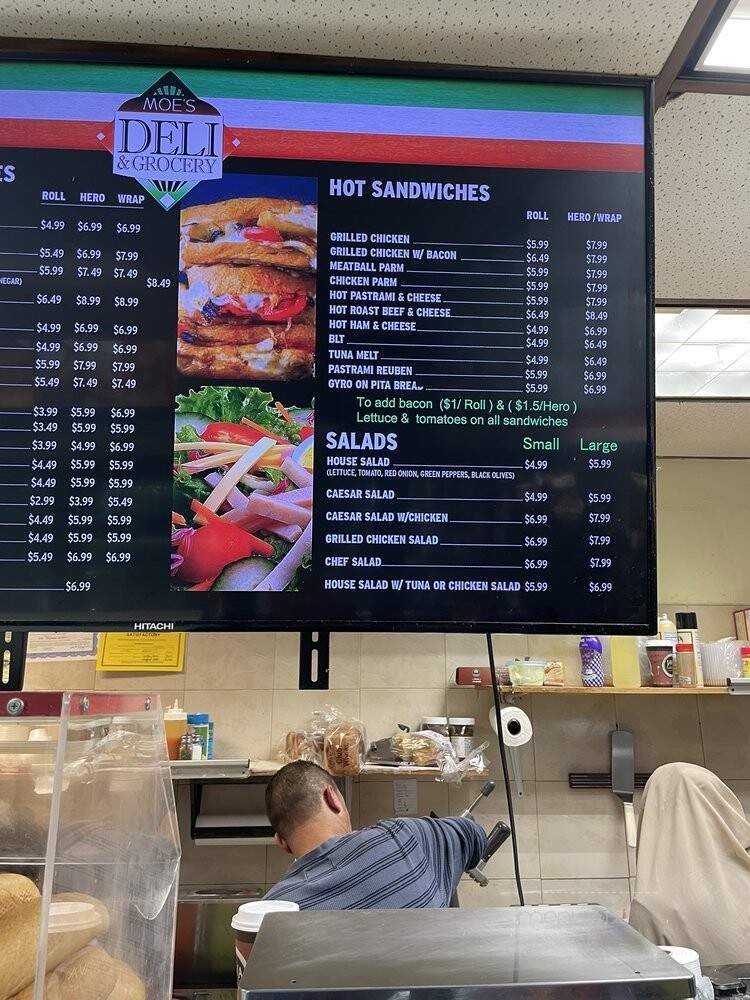 MOE'S
DELI
& GROCERY
ES
ROLL HERO WRAP
$4.99 $6.99 $6.99
$5.49 $6.99 $7.99
$5.99 $7.49 $7.49
NEGAR) $8.49
$6.49 $8.99 $8.99
$4.99 $6.99 $6.99
$4.99 $6.99 $6.99
$5.99 $7.99 $7.99
$5.49 $7.49 $7.49
$3.99 $5.99 $6.99
$3.49 $5.99 $5.99
$3.99 $4.99 $6.99
$4.49 $5.99 $5.99
$4.49 $5.99 $5.99
$2.99 $3.99 $5.49
$4.49 $5.99 $5.99
$4.49 $5.99 $5.99
$5.49 $6.99 $6.99
$6.99
HOT SANDWICHES
ROLL HERO / WRAP
GRILLED CHICKEN $5.99 $7.99
GRILLED CHICKEN W/ BACON $6.49 $7.99
MEATBALL PARM $5.99 $7.99
CHICKEN PARM $5.99 $7.99
HOT PASTRAMI & CHEESE $5.99 $7.99
HOT ROAST BEEF & CHEESE $6.49 $8.49
HOT HAM & CHEESE $4.99 $6.99
BLT $4.99 $6.49
TUNA MELT $4.99 $6.49
PASTRAMI REUBEN $5.99 $6.99
GYRO ON PITA BREA $5.99 $6.99
To add bacon ($1/ Roll ) & ( $1.5/Hero )
Lettuce & tomatoes on all sandwiches
SALADS Small Large
HOUSE SALAD $4.99 $5.99
(LETTUCE, TOMATO, RED ONION, GREEN PEPPERS, BLACK OLIVES)
CAESAR SALAD $4.99 $5.99
CAESAR SALAD W/CHICKEN $6.99 $7.99
GRILLED CHICKEN SALAD $6.99 $7.99
CHEF SALAD $6.99 $7.99
HOUSE SALAD W/ TUNA OR CHICKEN SALAD $5.99 $6.99
HITACHI
SATISFACTORY